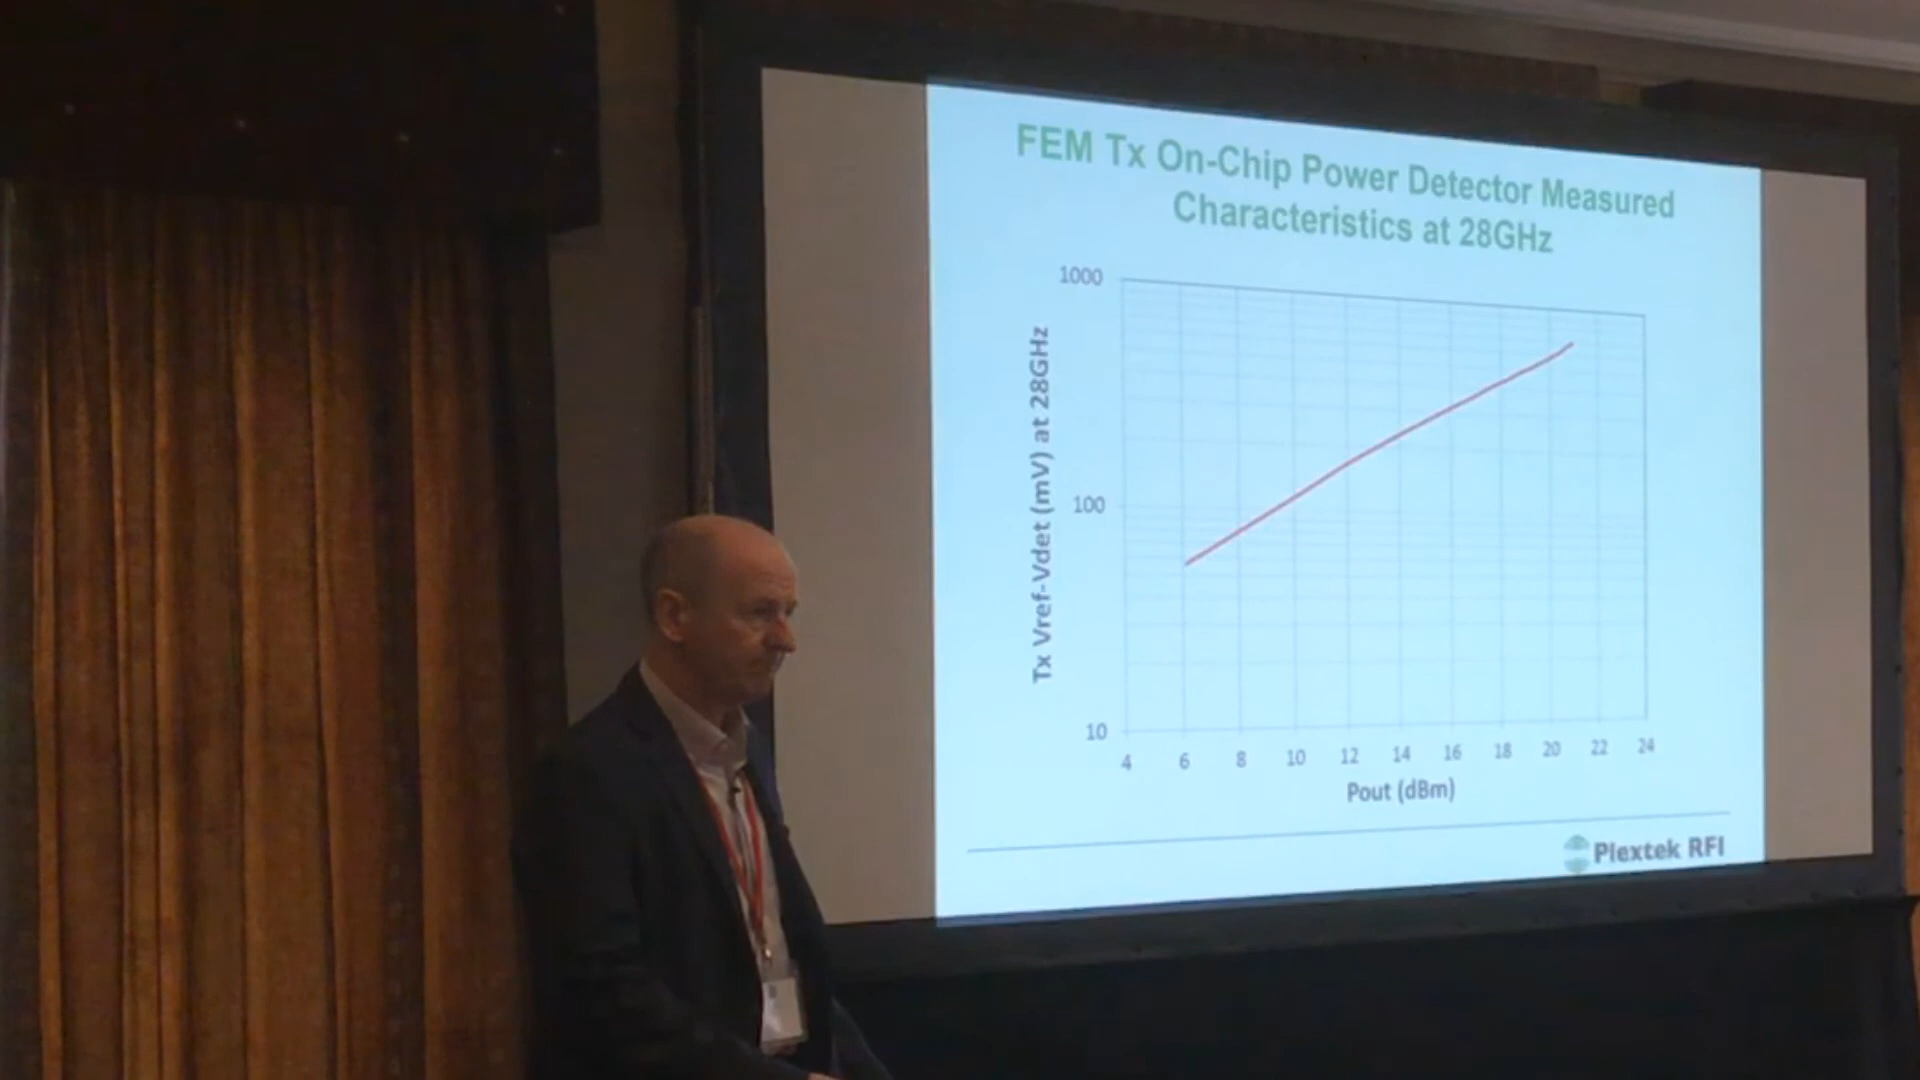 FEM Tx On-Chip Power Detector Measured
Characteristics at 28GHz
1000
100
10
Tx Vref-Vdet (mV) at 28GHz
4 6 8 10 12 14 16 18 20 22 24
Pout (dBm)
Plextek RFI